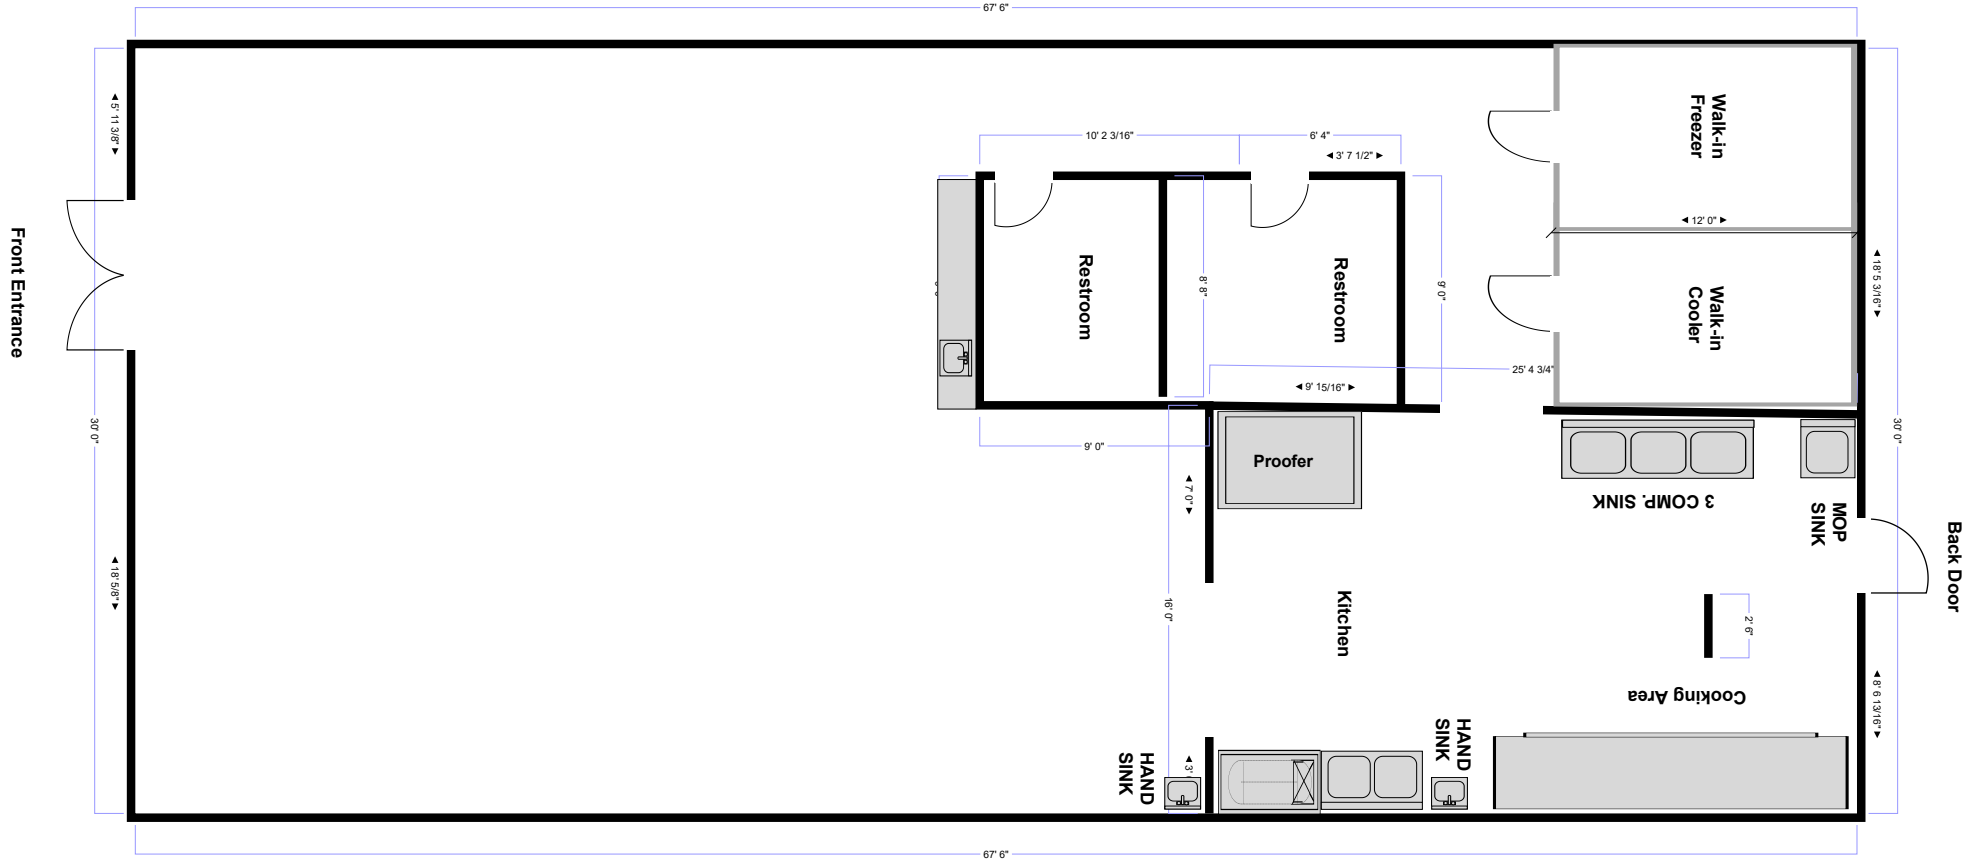 67' 6"
5' 11 3/8"
Front Entrance
30' 0"
18' 5/8"
10' 2 3/16"
6' 4"
3' 7 1/2"
Restroom
8' 8"
Restroom
9' 0"
9' 15/16"
25' 4 3/4"
9' 0"
Walk-in
Freezer
12' 0"
Walk-in
Cooler
18' 5 3/16"
30' 0"
Proofer
7' 0"
16' 0"
3 COMP. SINK
MOP
SINK
Back Door
Kitchen
2' 6"
Cooking Area
8' 6 13/16"
HAND
SINK
3'
HAND
SINK
67' 6"